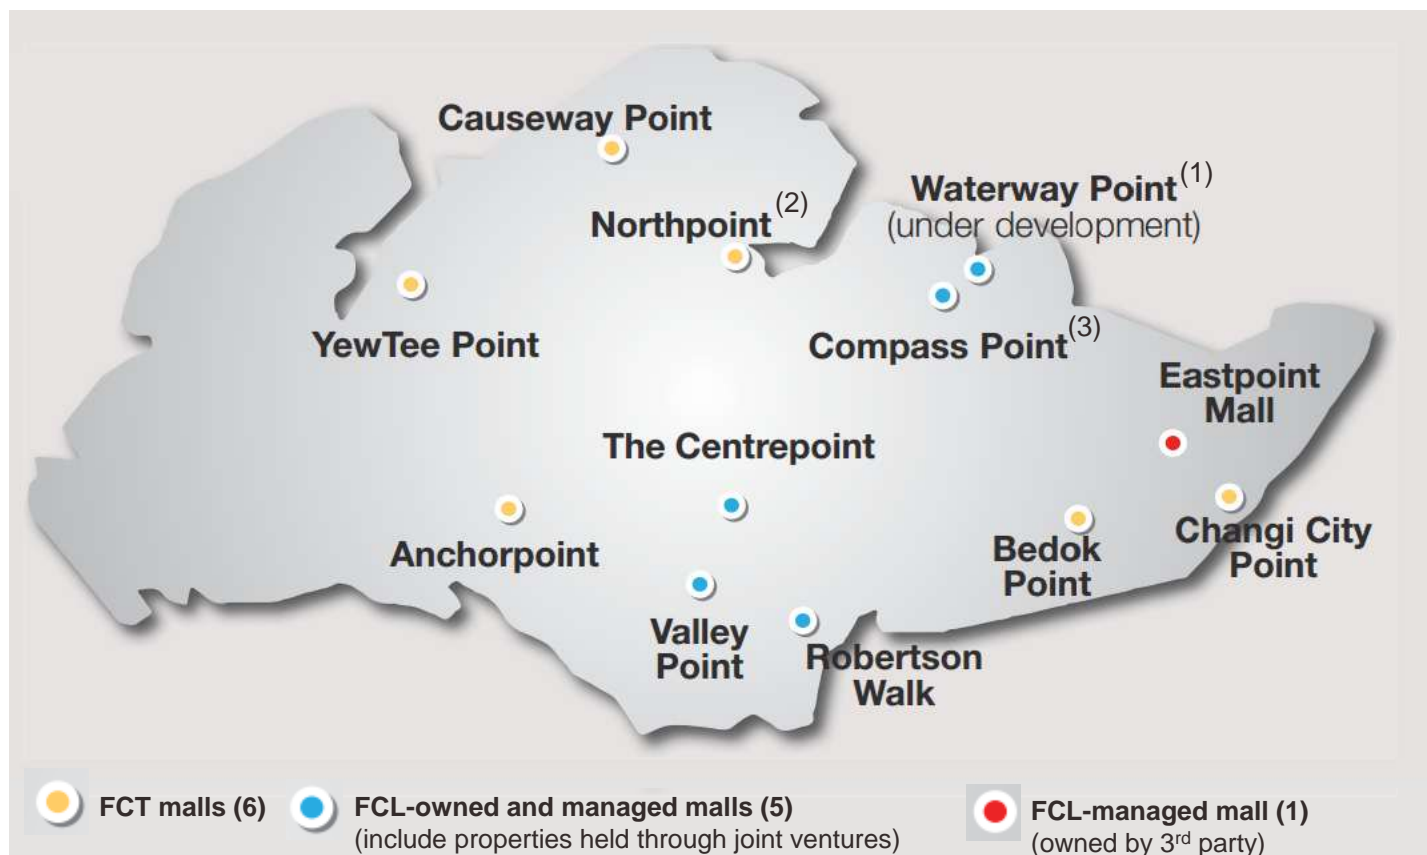 Causeway Point
Northpoint(2)
Waterway Point(1)
(under development)
YewTee Point
Compass Point(3)
Eastpoint
Mall
The Centrepoint
Anchorpoint
Bedok
Point
Changi City
Point
Valley
Point
Robertson
Walk
FCT malls (6)
FCL-owned and managed malls (5)
(include properties held through joint ventures)
FCL-managed mall (1)
(owned by 3rd party)